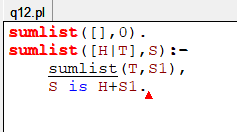 q12.pl
sumlist([],0).
sumlist([H|T],S):-
sumlist(T,S1),
S is H+S1.